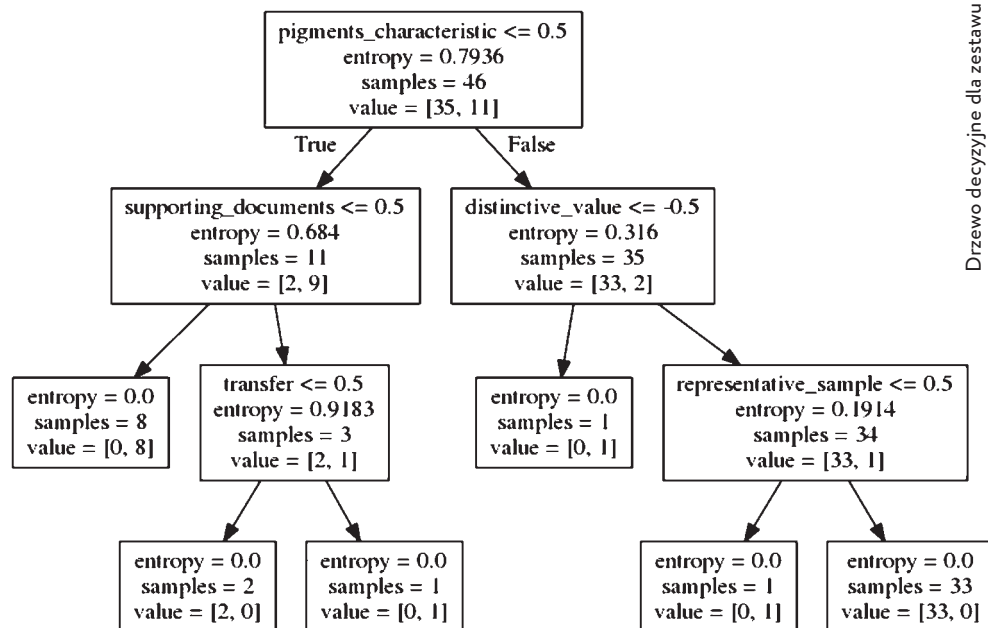 pigments_characteristic <= 0.5
entropy = 0.7936
samples = 46
value = [35, 11]
True
False
supporting_documents <= 0.5
entropy = 0.684
samples = 11
value = [2, 9]
distinctive_value <= -0.5
entropy = 0.316
samples = 35
value = [33, 2]
entropy = 0.0
samples = 8
value = [0, 8]
transfer <= 0.5
entropy = 0.9183
samples = 3
value = [2, 1]
entropy = 0.0
samples = 1
value = [0, 1]
representative_sample <= 0.5
entropy = 0.1914
samples = 34
value = [33, 1]
entropy = 0.0
samples = 2
value = [2, 0]
entropy = 0.0
samples = 1
value = [0, 1]
entropy = 0.0
samples = 1
value = [0, 1]
entropy = 0.0
samples = 33
value = [33, 0]
Drzewo decyzyjne dla zestawu